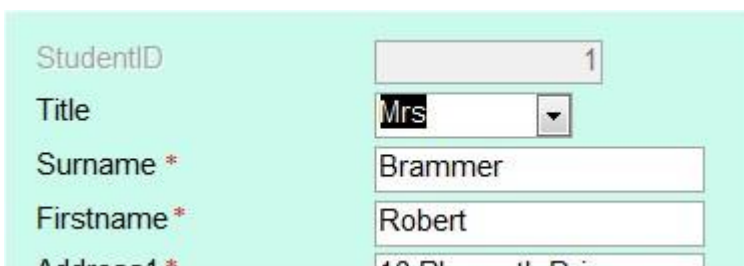 StudentID 1
Title Mrs
Surname * Brammer
Firstname * Robert